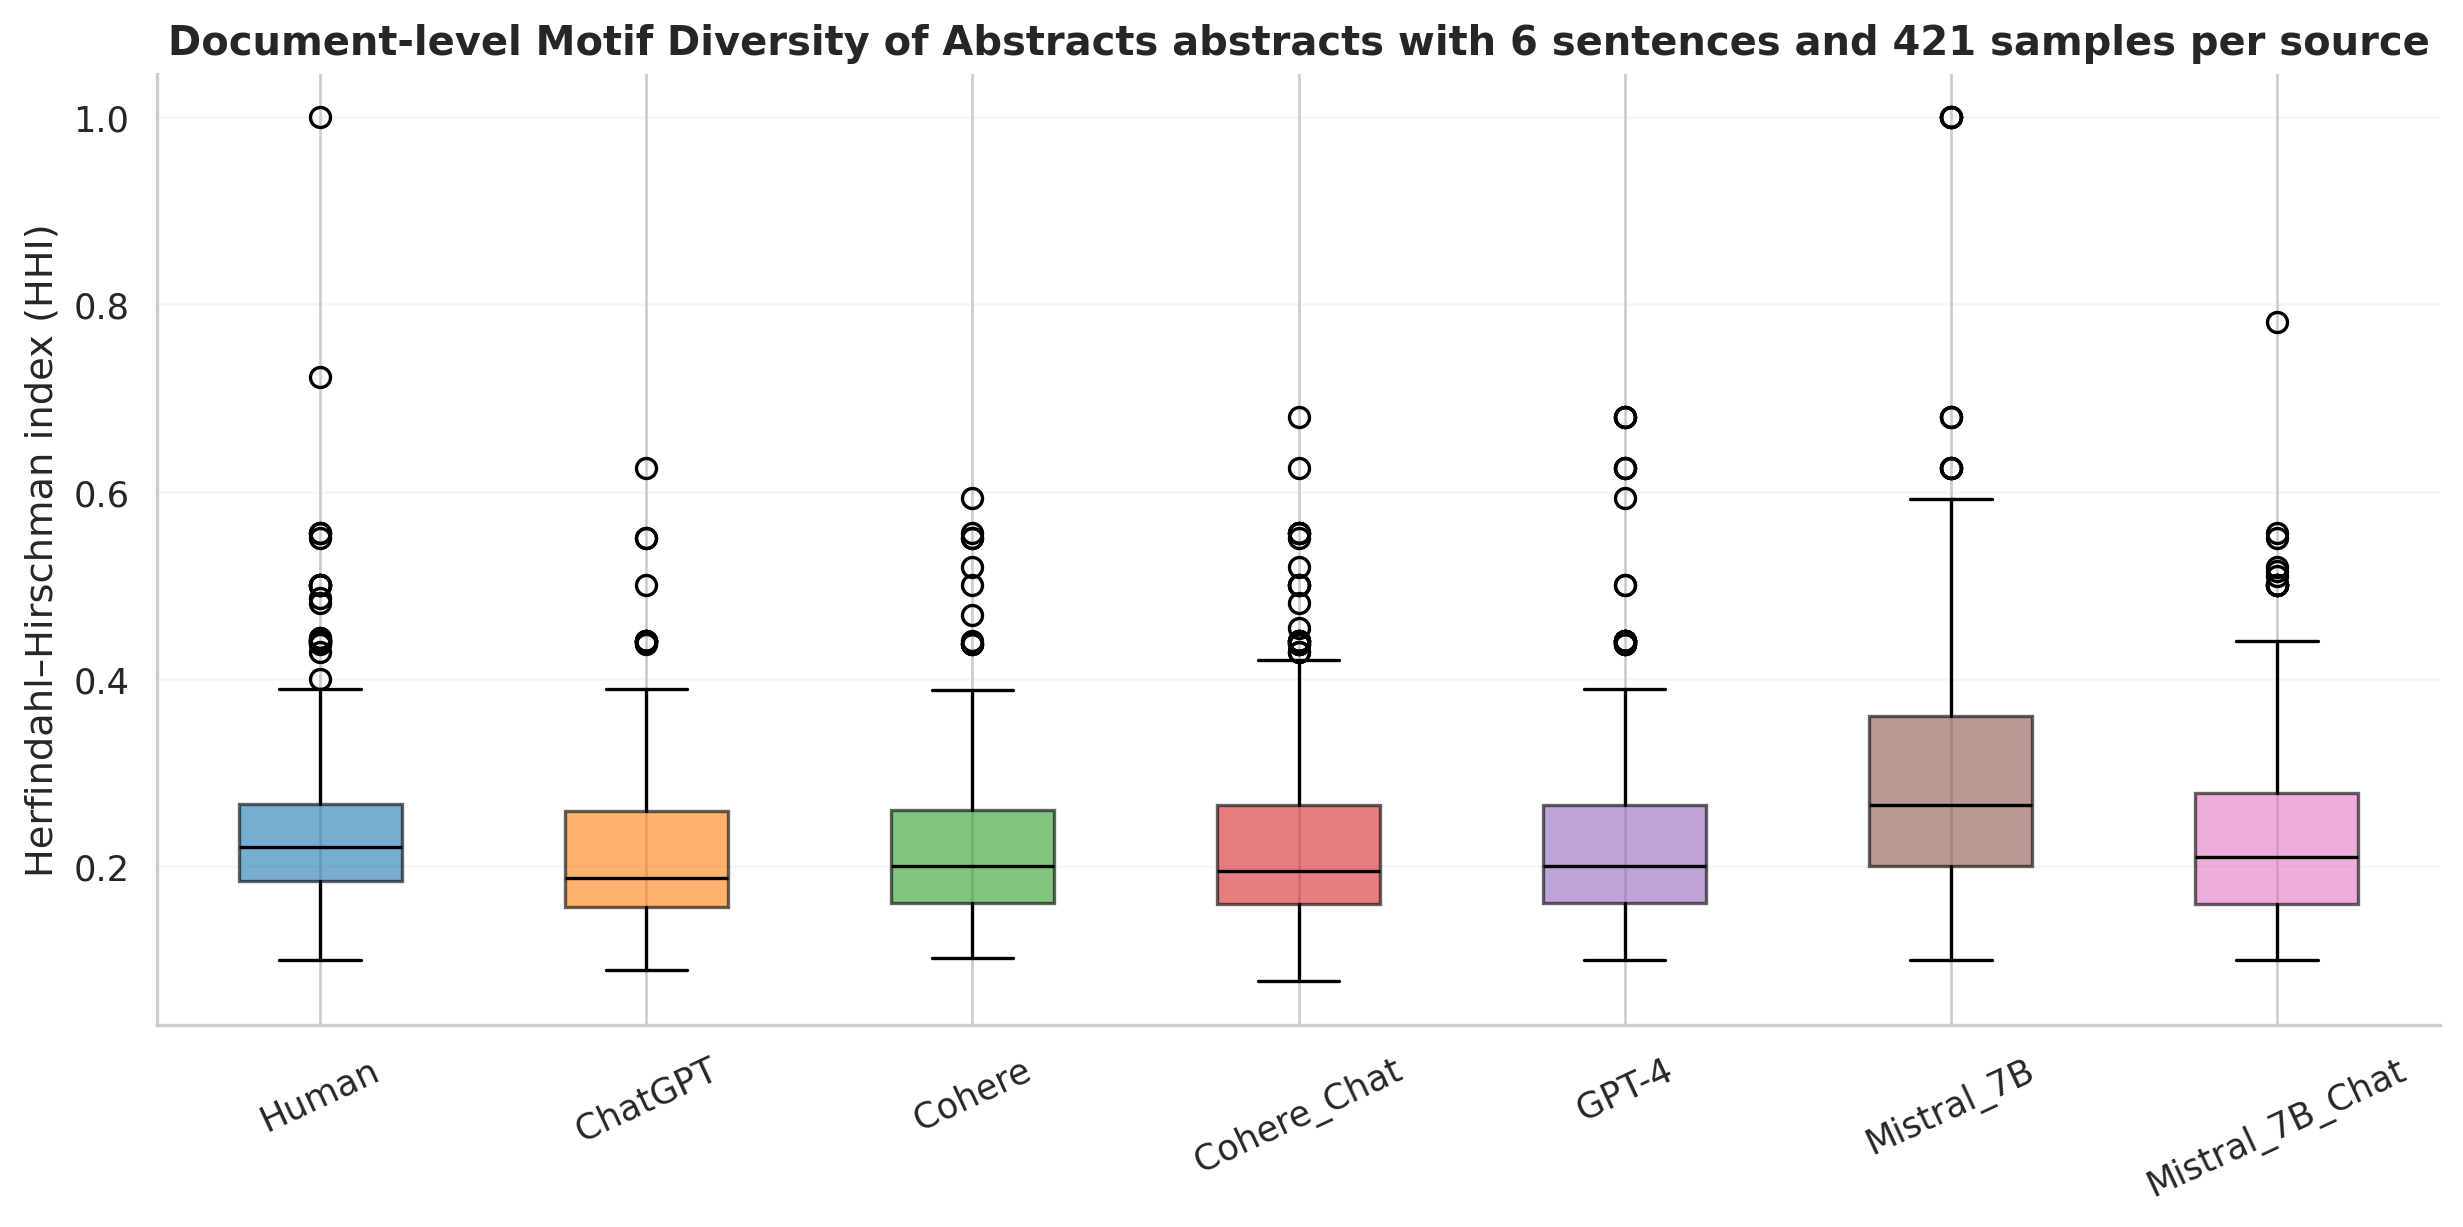 Document-level Motif Diversity of Abstracts abstracts with 6 sentences and 421 samples per source
Herfindahl–Hirschman index (HHI)
1.0
0.8
0.6
0.4
0.2
Human
ChatGPT
Cohere
Cohere_Chat
GPT-4
Mistral_7B
Mistral_7B_Chat